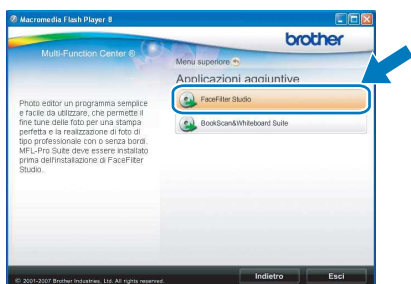 Macromedia Flash Player 8
brother
Multi-Function Center ®
Menu superiore
Applicazioni aggiuntive
FaceFilter Studio
BookScan&Whiteboard Suite
Photo editor un programma semplice
e facile da utilizzare, che permette il
fine tune delle foto per una stampa
perfetta e la realizzazione di foto di
tipo professionale con o senza bordi.
MFL-Pro Suite deve essere installato
prima dell'installazione di FaceFilter
Studio.
Indietro
Esci
© 2001-2007 Brother Industries, Ltd. All rights reserved.